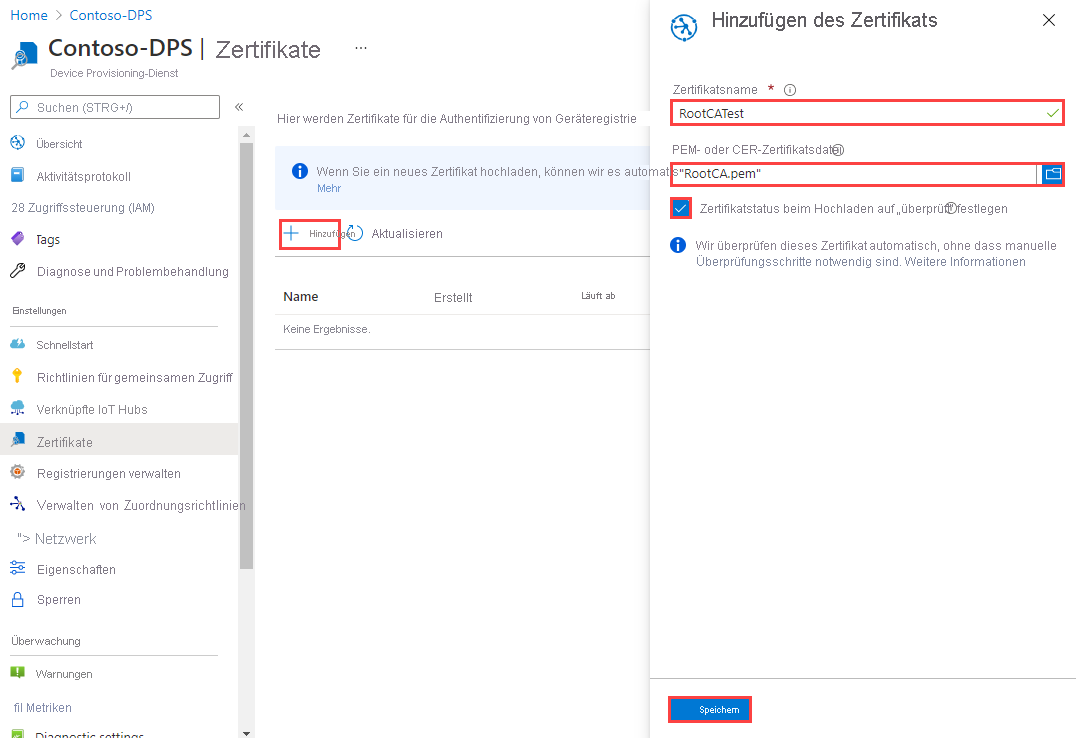 Home > Contoso-DPS
Contoso-DPS | Zertifikate ...
Device Provisioning-Dienst
Suchen (STRG+/)
«
Übersicht
Aktivitätsprotokoll
28 Zugriffssteuerung (IAM)
Tags
Diagnose und Problembehandlung
Einstellungen
Schnellstart
Richtlinien für gemeinsamen Zugriff
Verknüpfte IoT Hubs
Zertifikate
Registrierungen verwalten
Verwalten von Zuordnungsrichtlinien
"> Netzwerk
Eigenschaften
Sperren
Überwachung
Warnungen
fil Metriken
Diagnostic settings
Hier werden Zertifikate für die Authentifizierung von Geräteregistrie
Wenn Sie ein neues Zertifikat hochladen, können wir es automatis
Mehr
Hinzufügen
Aktualisieren
Name Erstellt Läuft ab
Keine Ergebnisse.
Hinzufügen des Zertifikats
Zertifikatsname *
RootCATest
PEM- oder CER-Zertifikatsdatei
"RootCA.pem"
Zertifikatstatus beim Hochladen auf „überprüft festlegen
Wir überprüfen dieses Zertifikat automatisch, ohne dass manuelle
Überprüfungsschritte notwendig sind. Weitere Informationen
Speichern